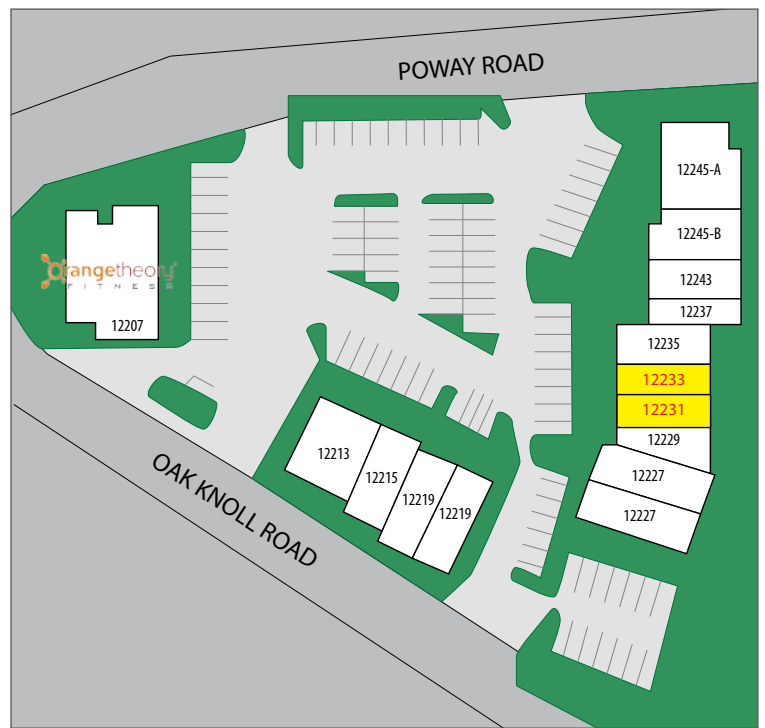 POWAY ROAD
12245-A
12245-B
12243
12237
12235
12233
12231
12229
12227
12227
orangetheory
FITNESS
12207
12213
12215
12219
12219
OAK KNOLL ROAD